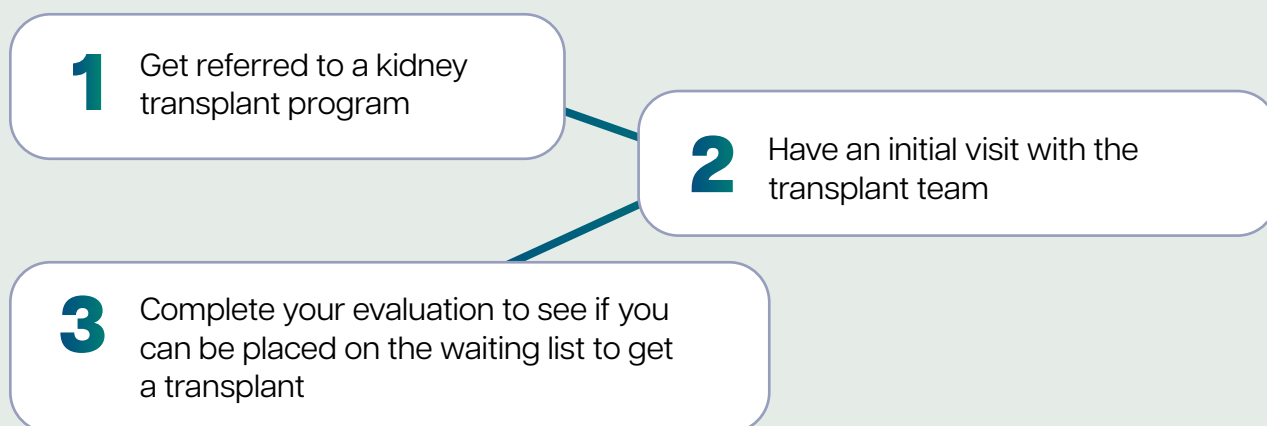 1
Get referred to a kidney
transplant program
2
Have an initial visit with the
transplant team
3
Complete your evaluation to see if you
can be placed on the waiting list to get
a transplant